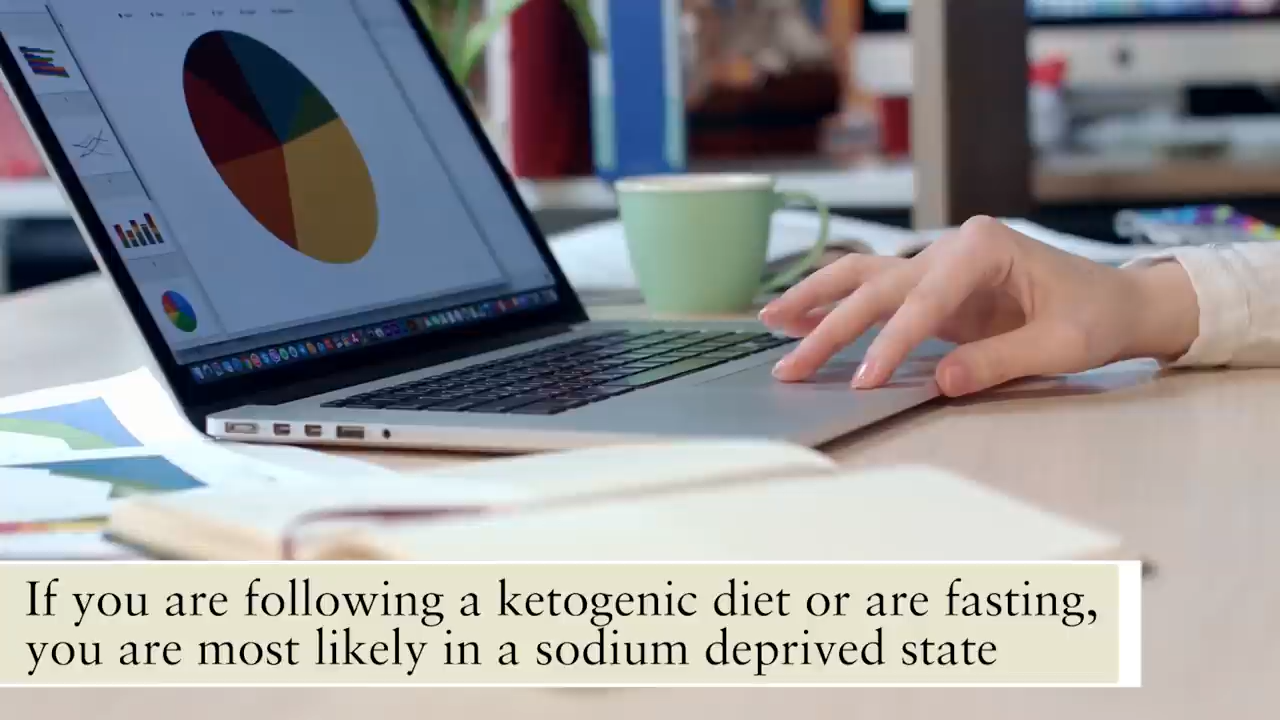 If you are following a ketogenic diet or are fasting,
you are most likely in a sodium deprived state